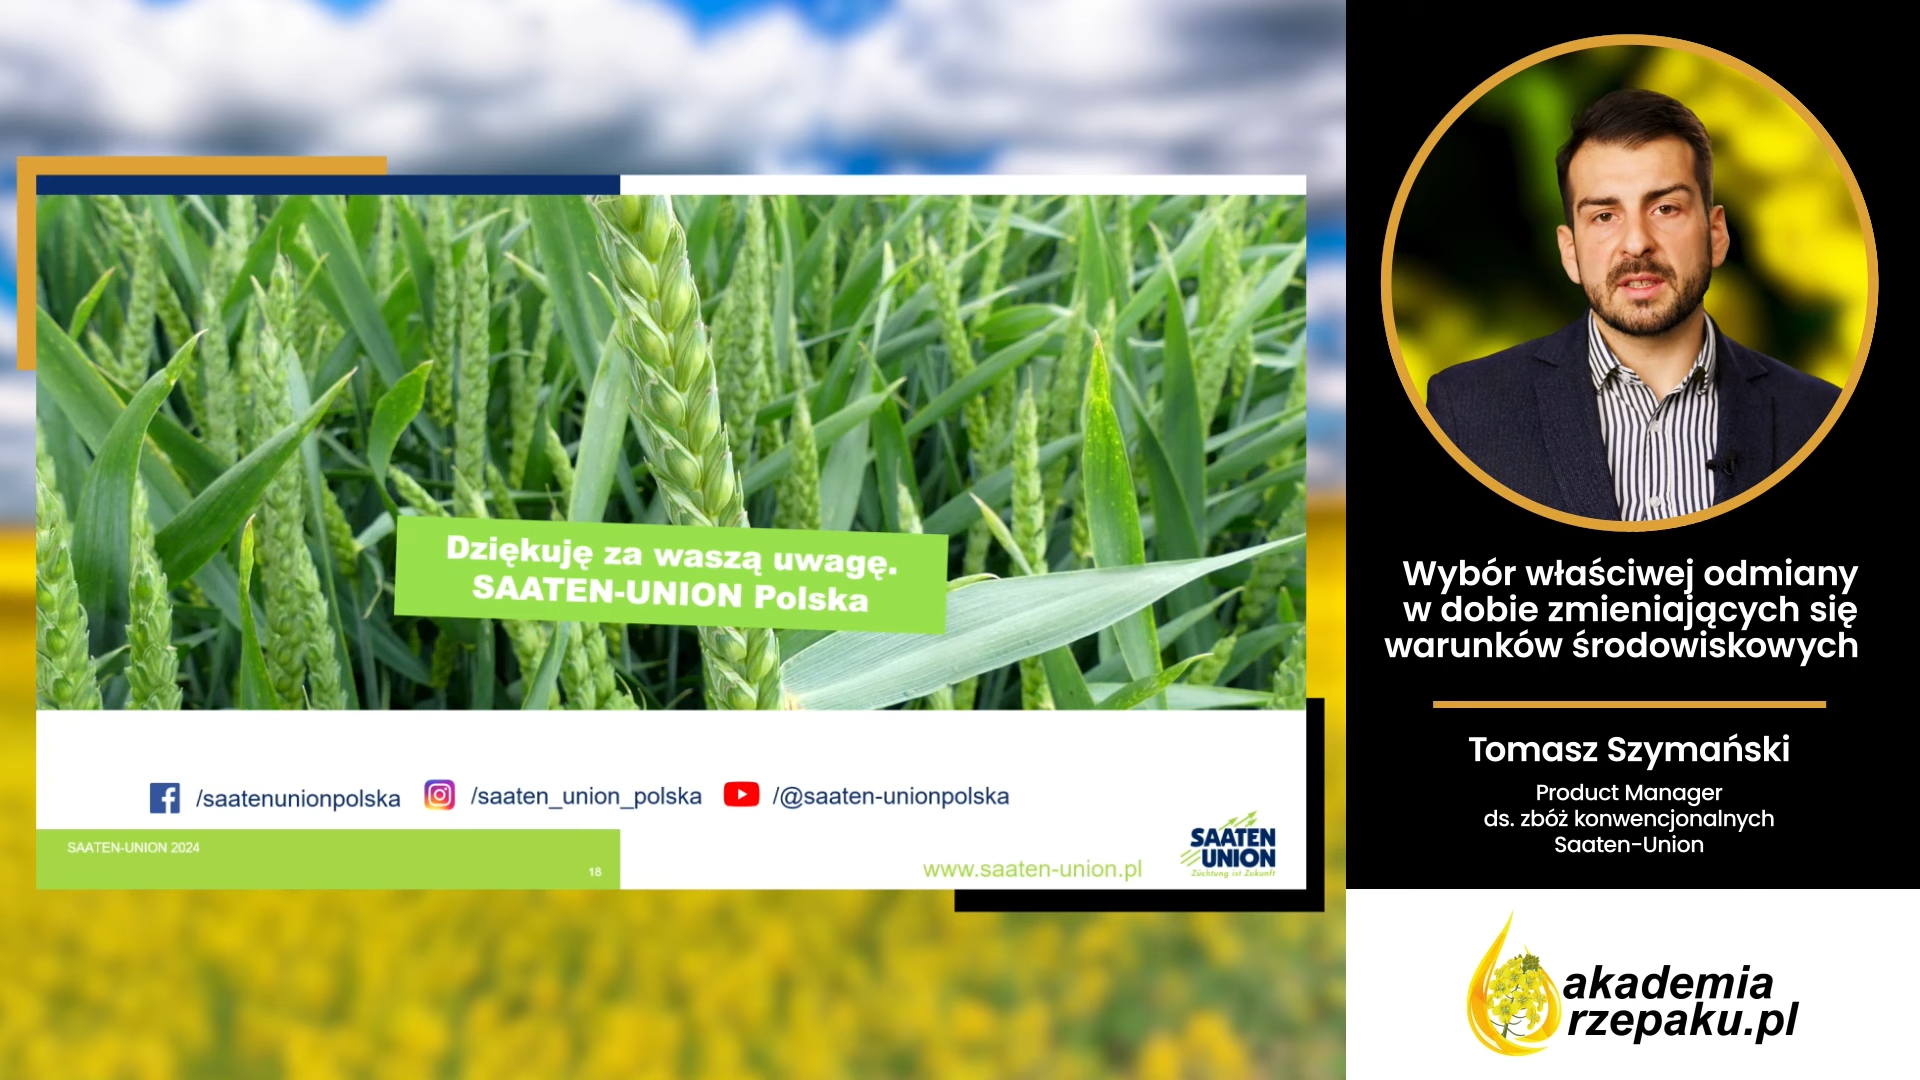 Dziękuję za waszą uwagę.
SAATEN-UNION Polska
/saatenunionpolska
/saaten_union_polska
/@saaten-unionpolska
SAATEN-UNION 2024
18
www.saaten-union.pl
SAATEN
UNION
Züchtung ist Zukunft
Wybór właściwej odmiany
w dobie zmieniających się
warunków środowiskowych
Tomasz Szymański
Product Manager
ds. zbóż konwencjonalnych
Saaten-Union
akademia
rzepaku.pl